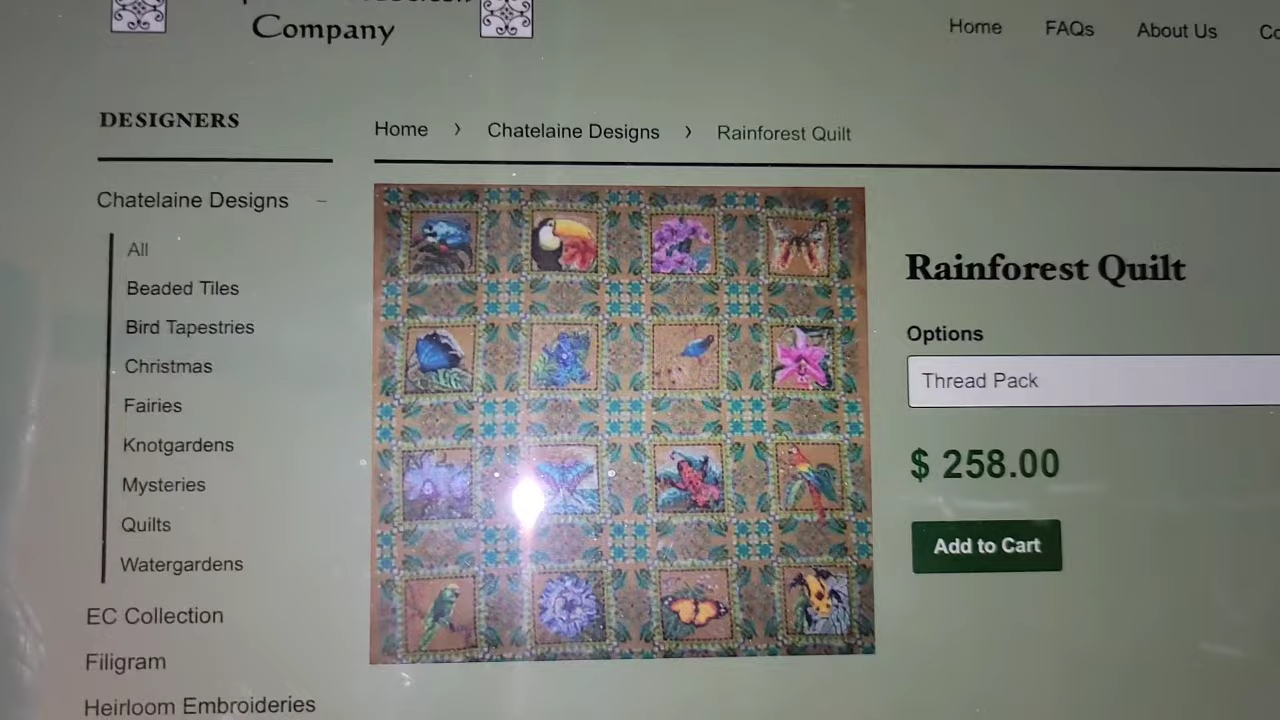 Company
Home
FAQs
About Us
DESIGNERS
Home › Chatelaine Designs › Rainforest Quilt
Chatelaine Designs –
All
Beaded Tiles
Bird Tapestries
Christmas
Fairies
Knotgardens
Mysteries
Quilts
Watergardens
EC Collection
Filigram
Heirloom Embroideries
Rainforest Quilt
Options
Thread Pack
$ 258.00
Add to Cart